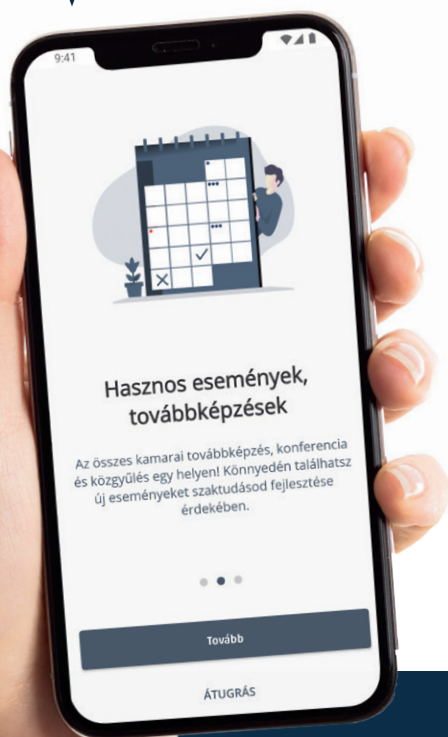 9:41
Hasznos események,
továbbképzések
Az összes kamarai továbbképzés, konferencia
és közgyűlés egy helyen! Könnyedén találhatsz
új eseményeket szaktudásod fejlesztése
érdekében.
Tovább
ÁTUGRÁS